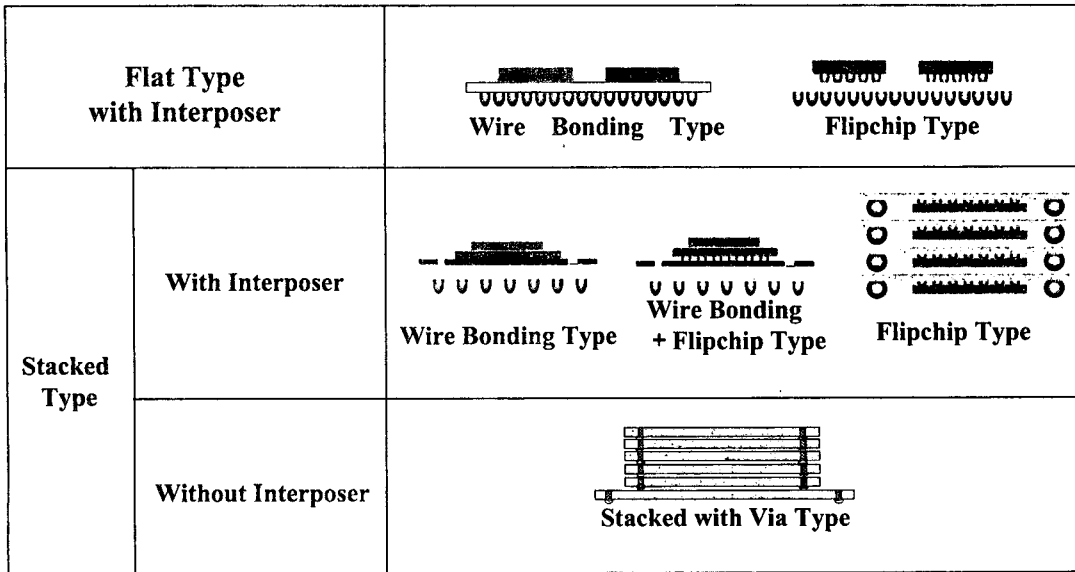 Flat Type
with Interposer
Wire Bonding Type
Flipchip Type
Stacked
Type
With Interposer
Wire Bonding Type
Wire Bonding
+ Flipchip Type
Flipchip Type
Without Interposer
Stacked with Via Type